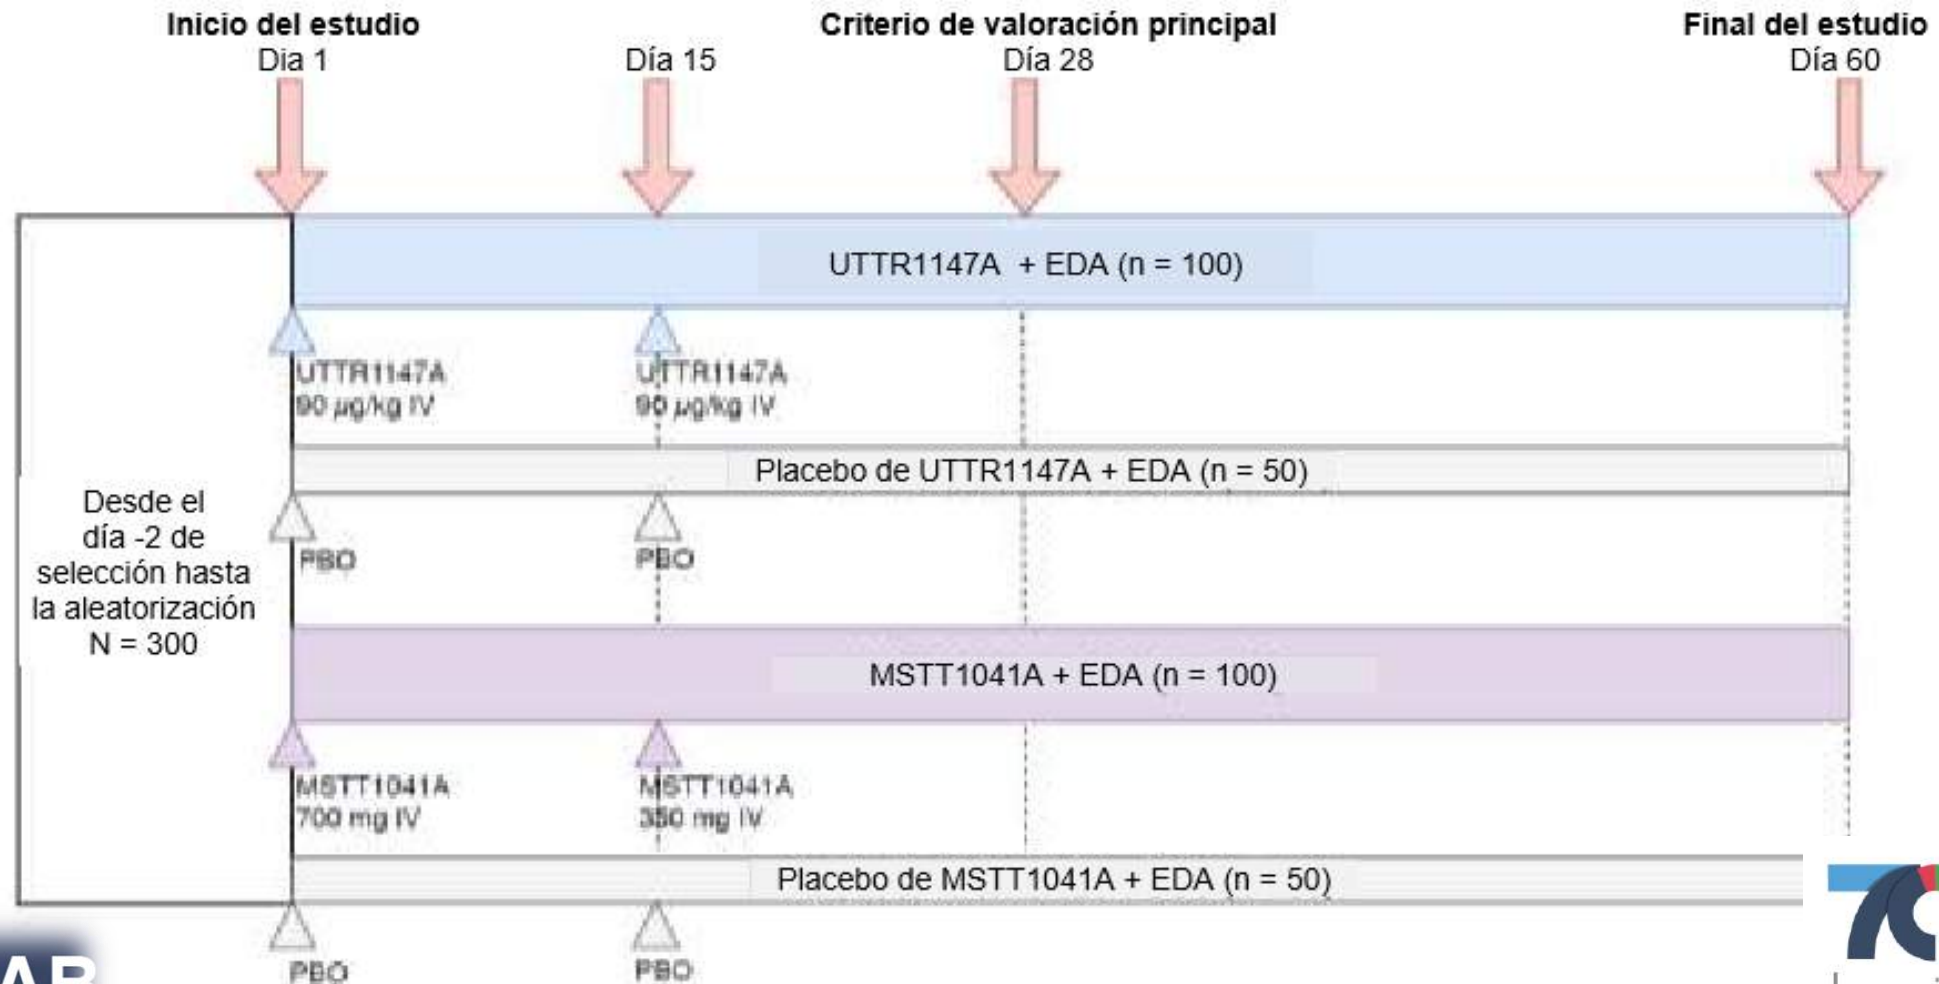 Inicio del estudio
Dia 1
Día 15
Criterio de valoración principal
Día 28
Final del estudio
Día 60
UTTR1147A + EDA (n = 100)
UTTR1147A
90 µg/kg IV
UTTR1147A
90 µg/kg IV
Placebo de UTTR1147A + EDA (n = 50)
PBO
PBO
Desde el
día -2 de
selección hasta
la aleatorización
N = 300
MSTT1041A + EDA (n = 100)
MSTT1041A
700 mg IV
MSTT1041A
350 mg IV
Placebo de MSTT1041A + EDA (n = 50)
PBO
PBO